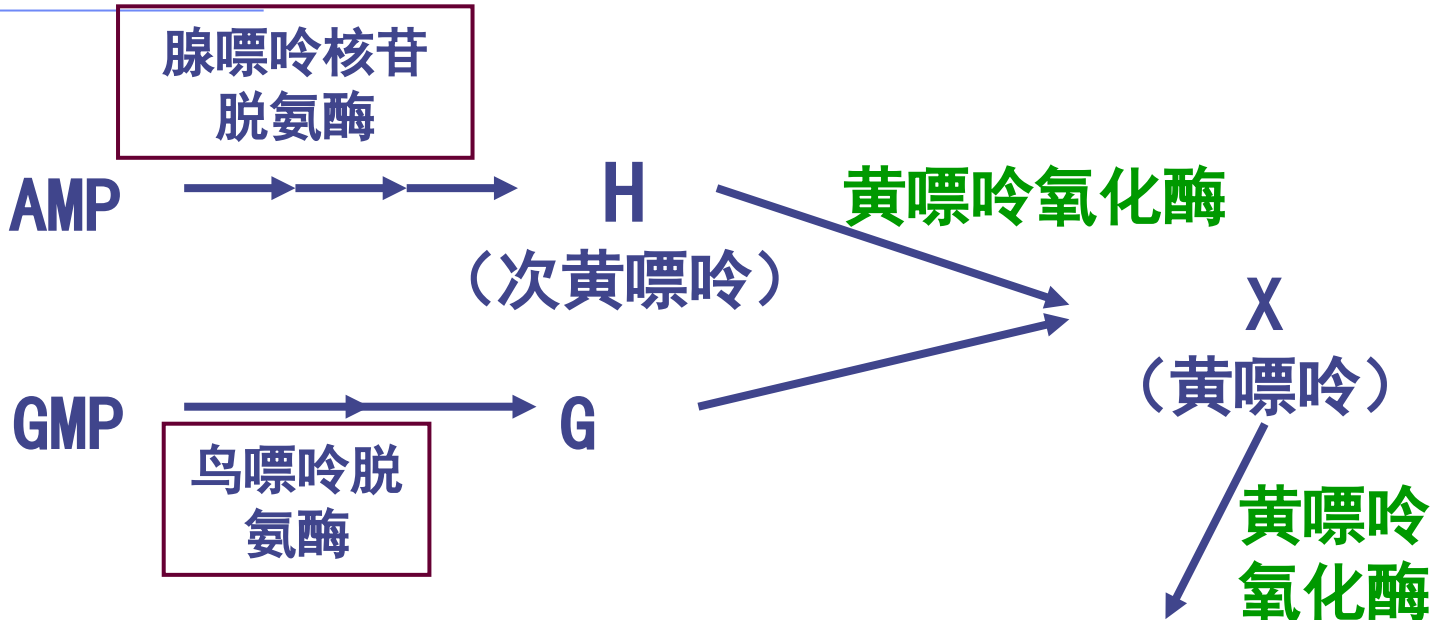 腺嘌呤核苷
脱氨酶
AMP
H
黄嘌呤氧化酶
(次黄嘌呤)
X
(黄嘌呤)
GMP
G
鸟嘌呤脱
氨酶
黄嘌呤
氧化酶